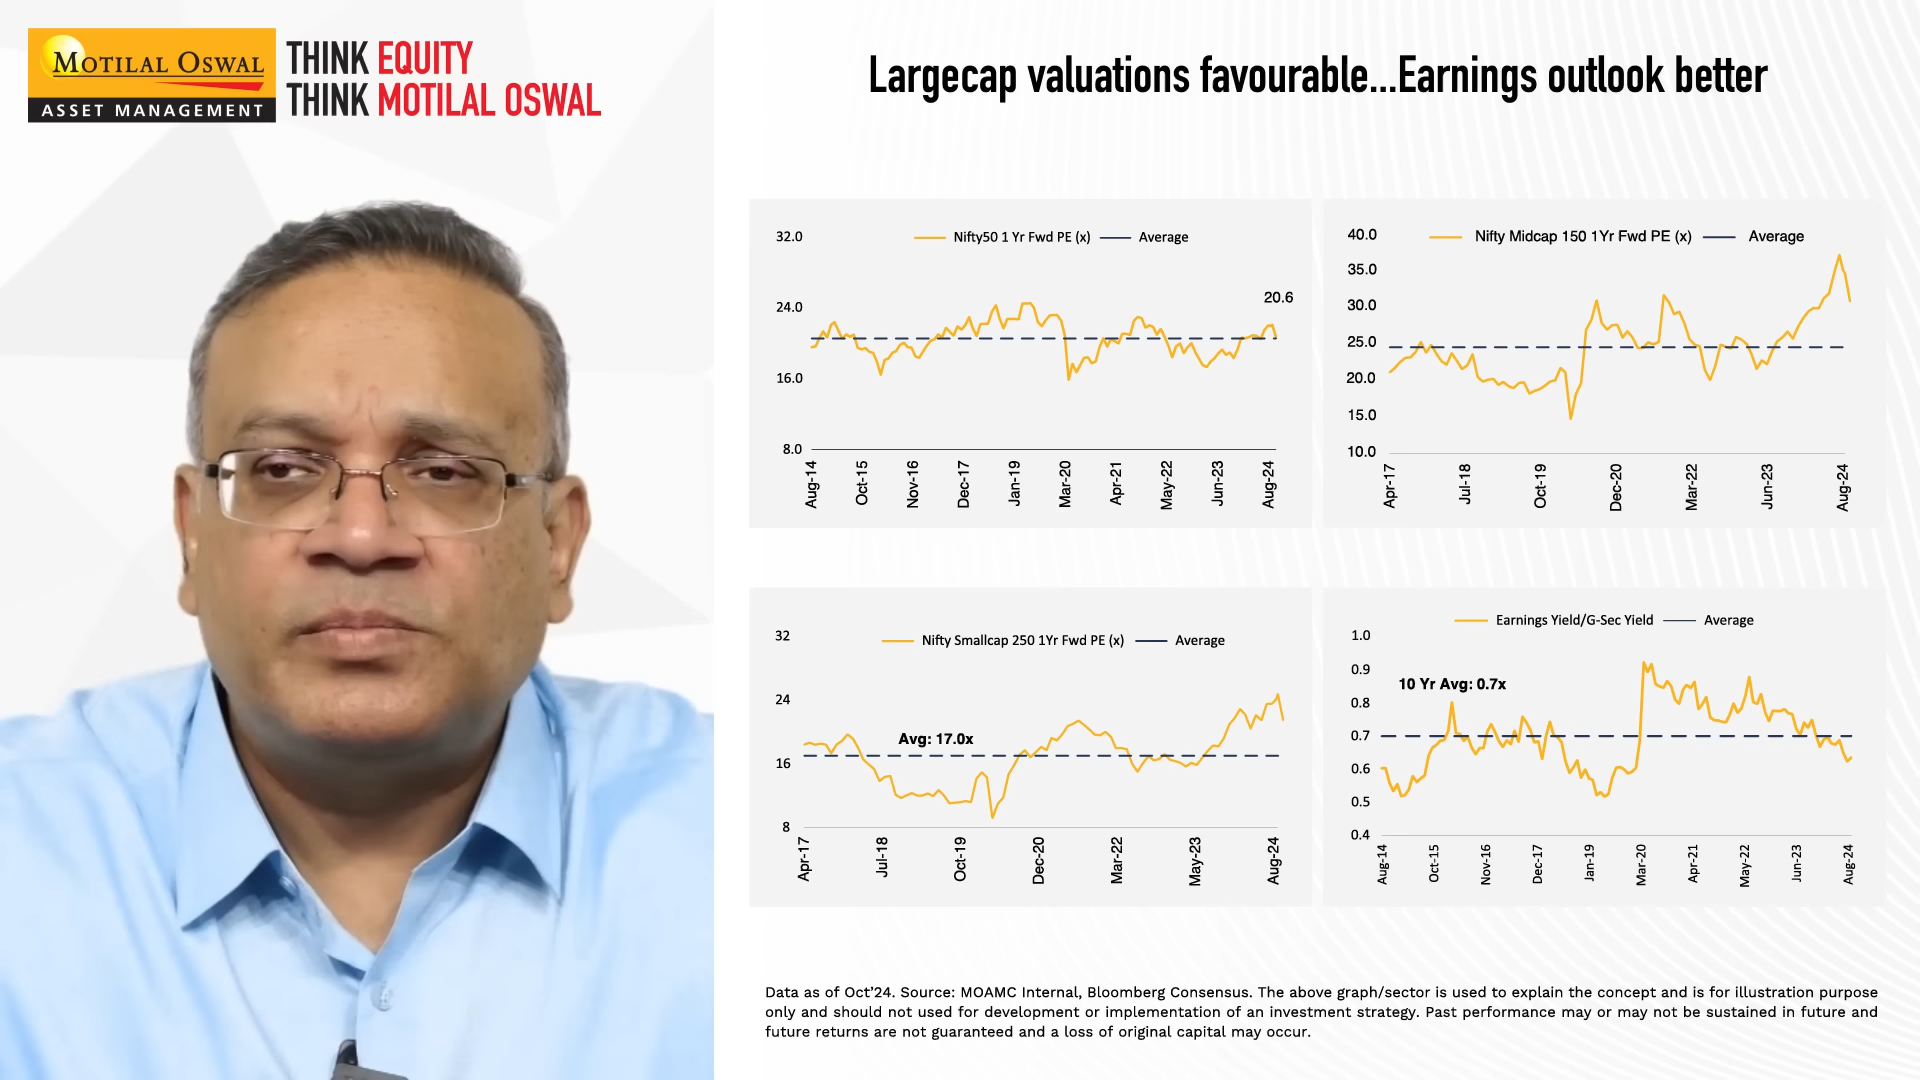 MOTILAL OSWAL
ASSET MANAGEMENT
THINK EQUITY
THINK MOTILAL OSWAL
Largecap valuations favourable...Earnings outlook better
Nifty50 1 Yr Fwd PE (x)
Average
32.0
24.0
16.0
8.0
20.6
Aug-14
Oct-15
Nov-16
Dec-17
Jan-19
Mar-20
Apr-21
May-22
Jun-23
Aug-24
Nifty Midcap 150 1Yr Fwd PE (x)
Average
40.0
35.0
30.0
25.0
20.0
15.0
10.0
Apr-17
Jul-18
Oct-19
Dec-20
Mar-22
Jun-23
Aug-24
Nifty Smallcap 250 1Yr Fwd PE (x)
Average
32
24
16
8
Avg: 17.0x
Apr-17
Jul-18
Oct-19
Dec-20
Mar-22
May-23
Aug-24
Earnings Yield/G-Sec Yield
Average
1.0
0.9
0.8
0.7
0.6
0.5
0.4
10 Yr Avg: 0.7x
Aug-14
Oct-15
Nov-16
Dec-17
Jan-19
Mar-20
Apr-21
May-22
Jun-23
Aug-24
Data as of Oct'24. Source: MOAMC Internal, Bloomberg Consensus. The above graph/sector is used to explain the concept and is for illustration purpose
only and should not used for development or implementation of an investment strategy. Past performance may or may not be sustained in future and
future returns are not guaranteed and a loss of original capital may occur.